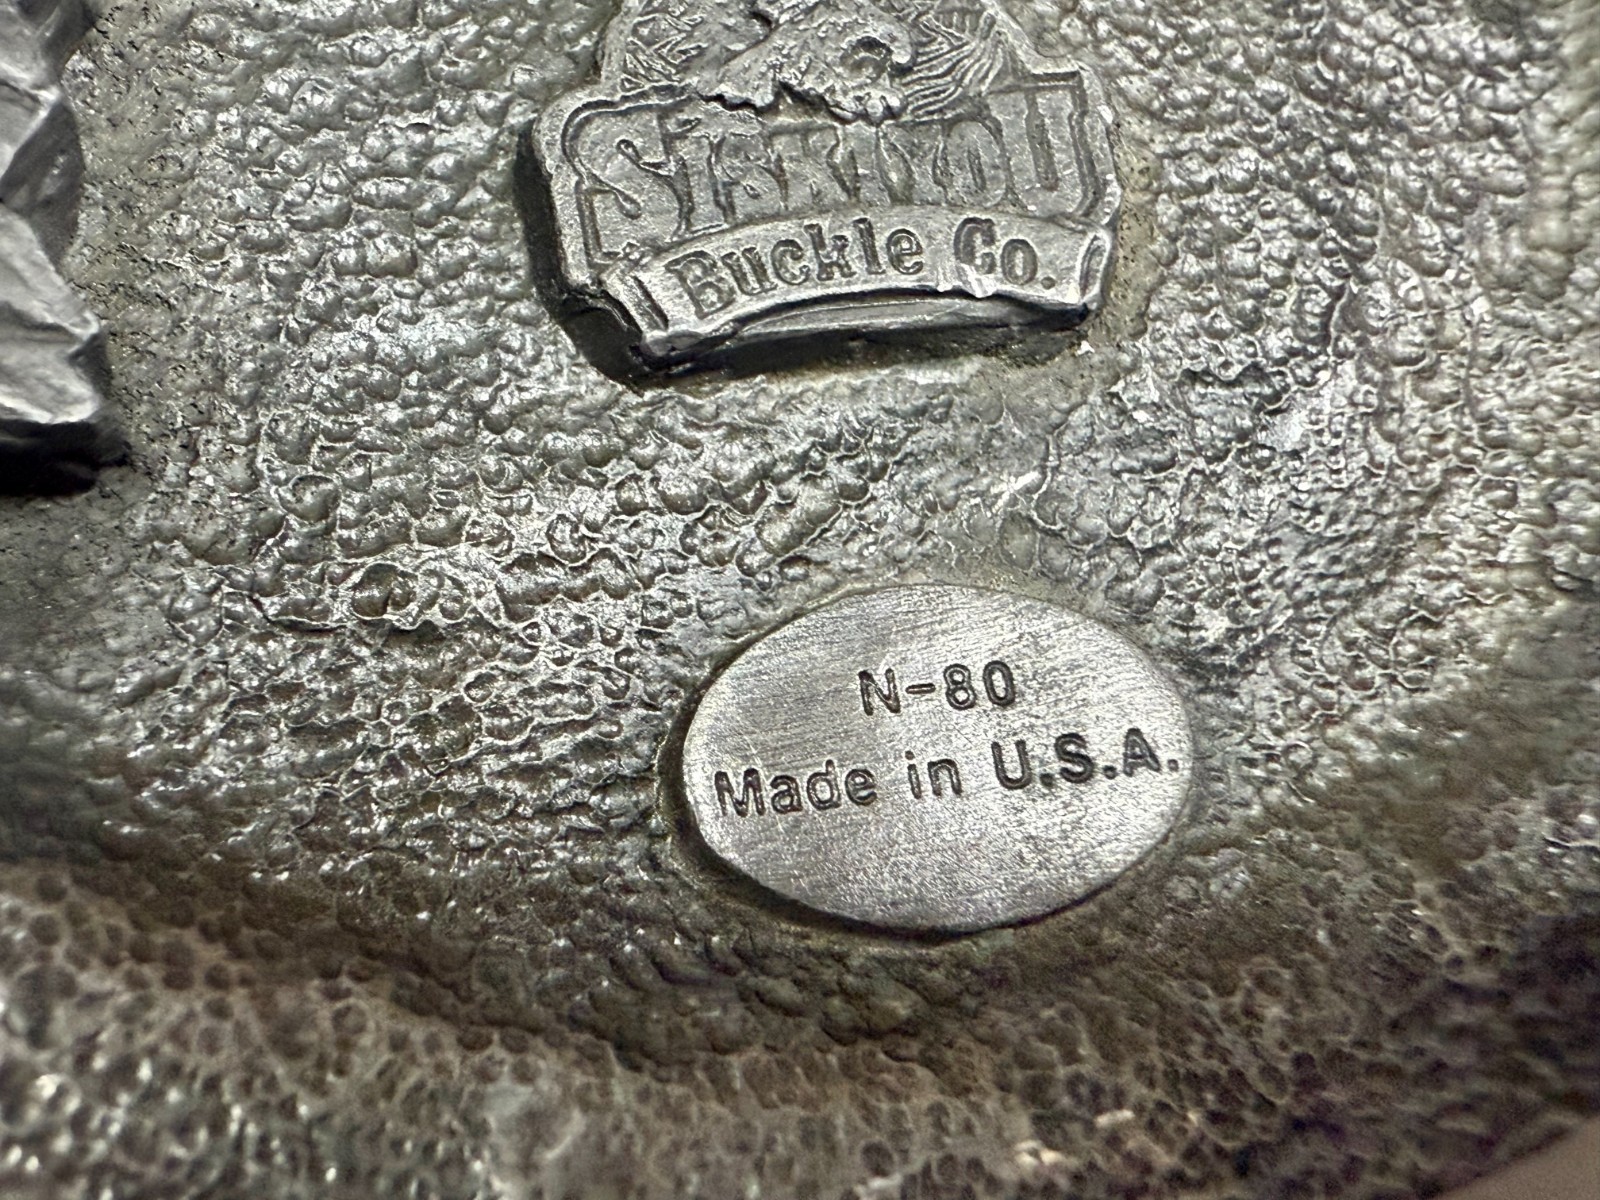 SISKIYOU
Buckle Co.
N-80
Made in U.S.A.